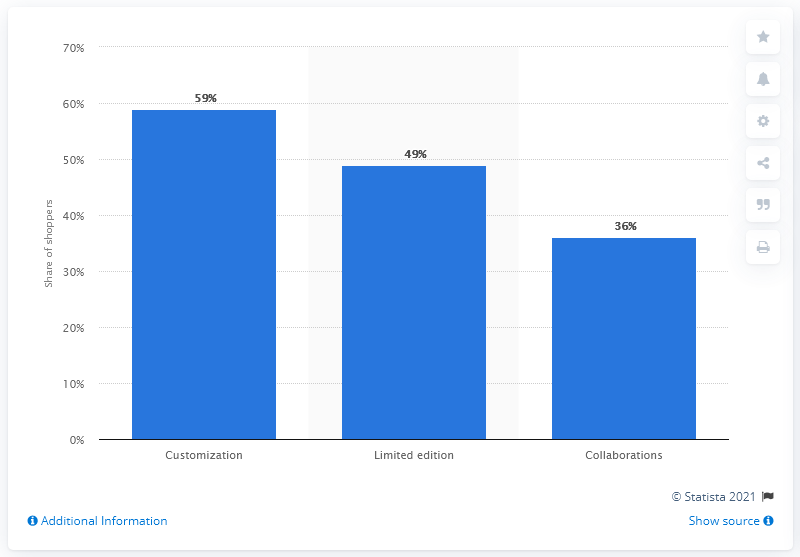 70%
60%
50%
40%
30%
20%
10%
0%
Share of shoppers
59%
49%
36%
Customization
Limited edition
Collaborations
© Statista 2021
Additional Information
Show source